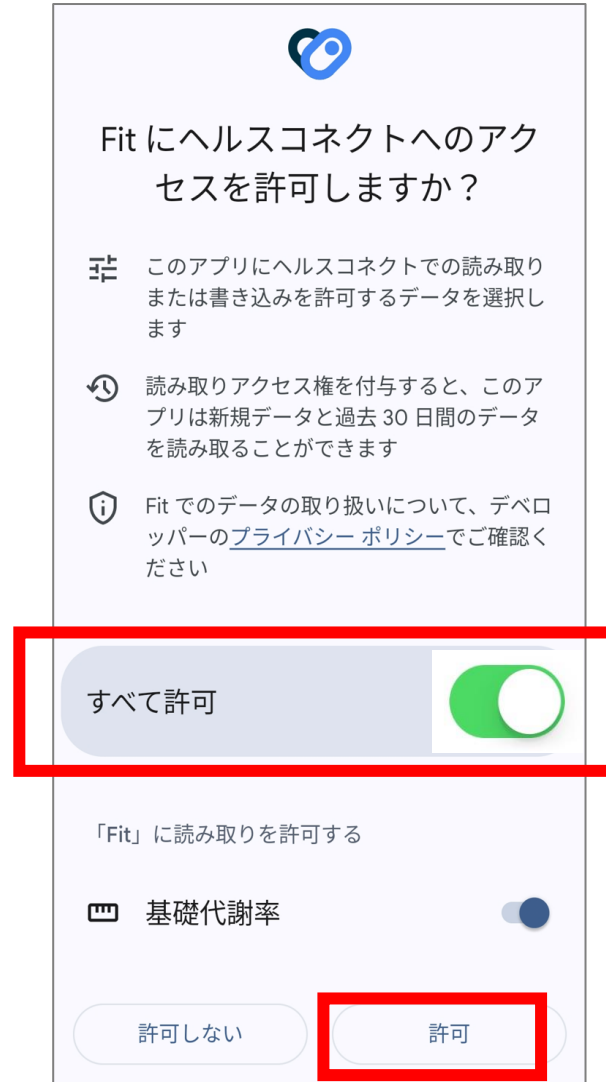 Fit にヘルスコネクトへのアク
セスを許可しますか？
このアプリにヘルスコネクトでの読み取り
または書き込みを許可するデータを選択し
ます
読み取りアクセス権を付与すると、このア
プリは新規データと過去 30 日間のデータ
を読み取ることができます
Fit でのデータの取り扱いについて、デベロ
ッパーのプライバシー ポリシーでご確認く
ださい
すべて許可
「Fit」に読み取りを許可する
基礎代謝率
許可しない
許可